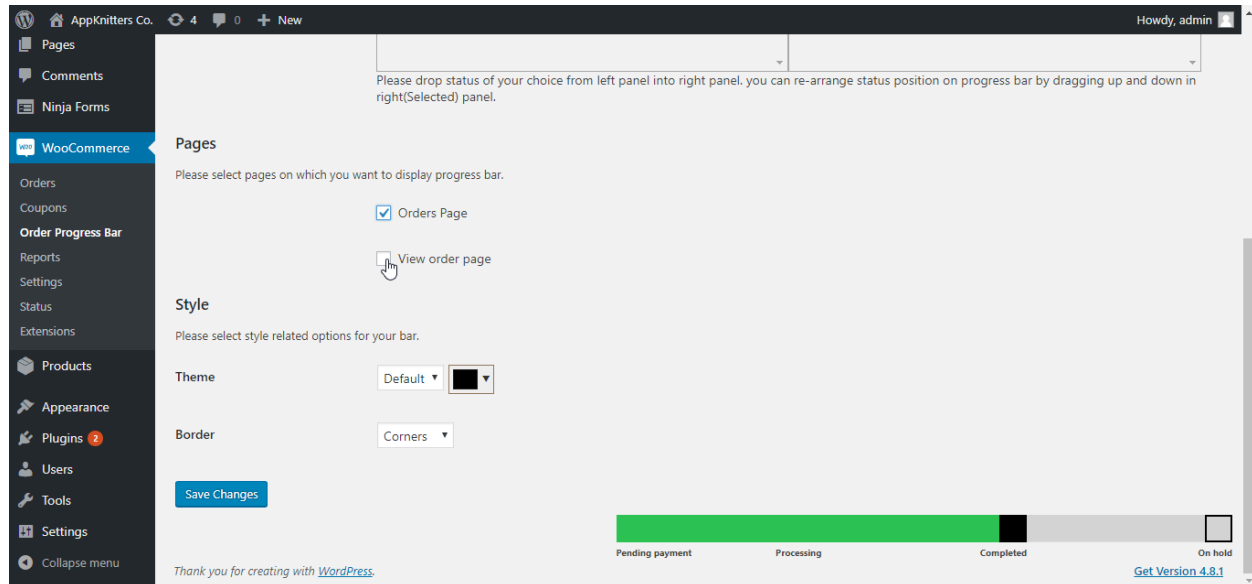 AppKnitters Co. 4 0 + New Howdy, admin
Pages
Comments
Ninja Forms
WOO WooCommerce
Orders
Coupons
Order Progress Bar
Reports
Settings
Status
Extensions
Products
Appearance
Plugins 2
Users
Tools
Settings
Collapse menu
Please drop status of your choice from left panel into right panel. you can re-arrange status position on progress bar by dragging up and down in
right(Selected) panel.
Pages
Please select pages on which you want to display progress bar.
Orders Page
View order page
Style
Please select style related options for your bar.
Theme Default
Border Corners
Save Changes
Pending payment Processing Completed On hold
Thank you for creating with WordPress. Get Version 4.8.1